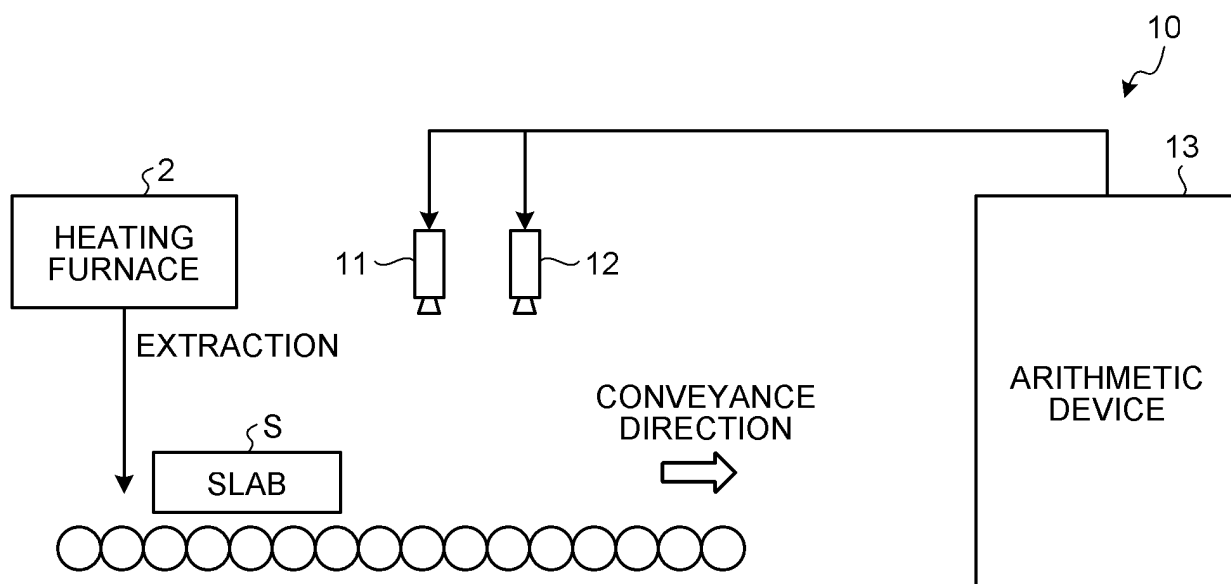 10
2
13
HEATING
FURNACE
11
12
EXTRACTION
ARITHMETIC
DEVICE
CONVEYANCE
DIRECTION
S
SLAB